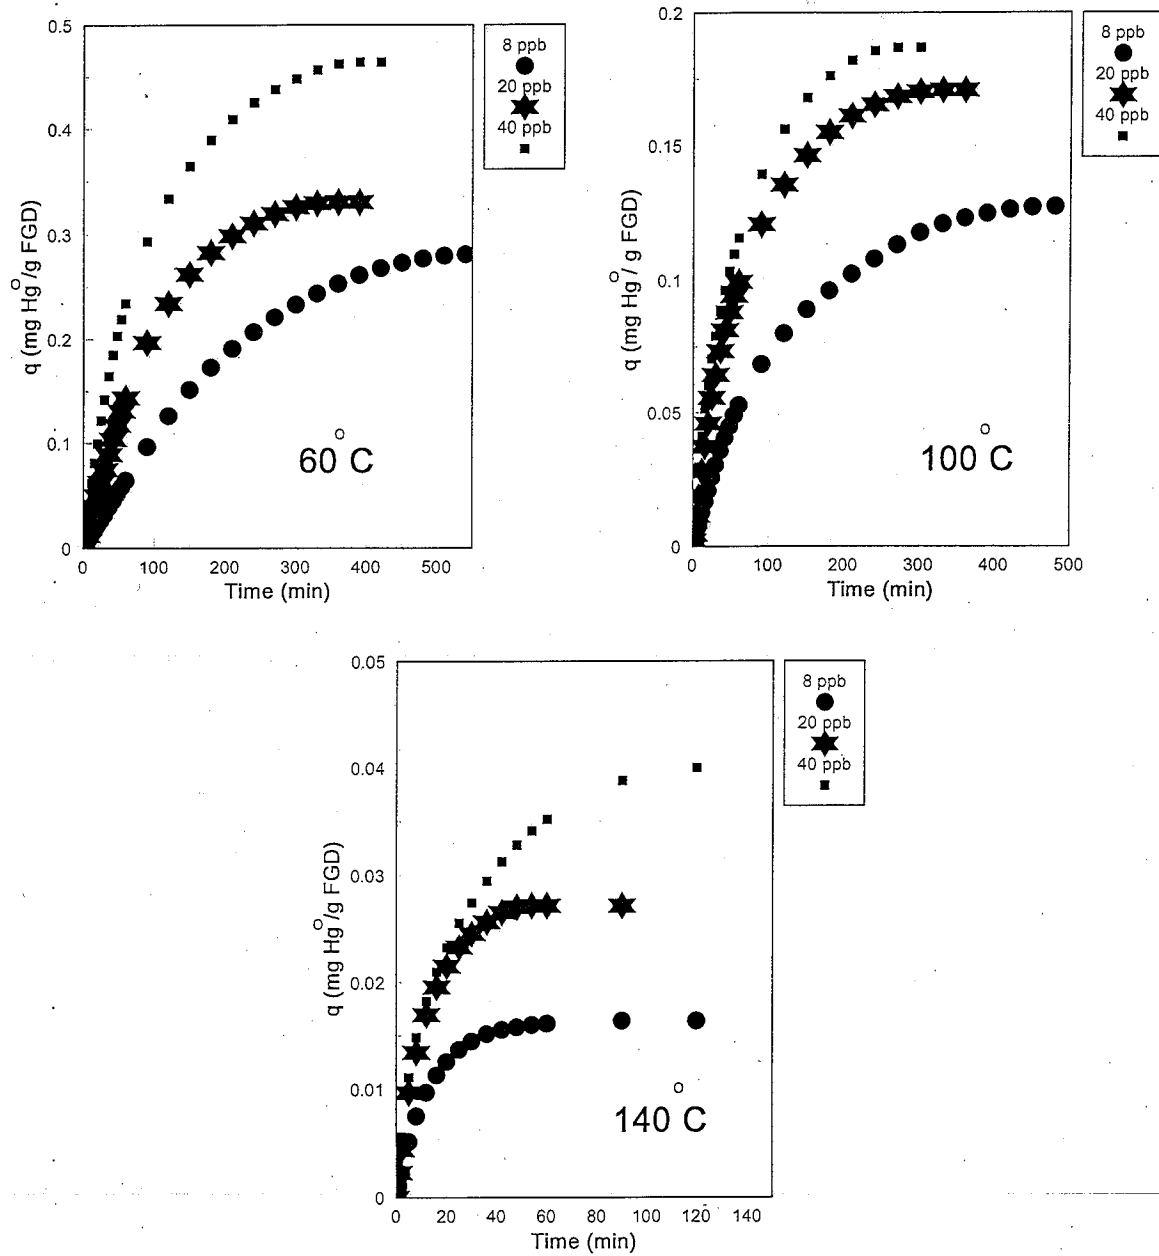 0.5
0.4
0.3
0.2
0.1
0
q (mg Hg⁰/g FGD)
0 100 200 300 400 500
Time (min)
60°C
8 ppb
20 ppb
40 ppb
0.2
0.15
0.1
0.05
0
q (mg Hg⁰/ g FGD)
0 100 200 300 400 500
Time (min)
100°C
8 ppb
20 ppb
40 ppb
0.05
0.04
0.03
0.02
0.01
0
q (mg Hg⁰/g FGD)
0 20 40 60 80 100 120 140
Time (min)
140°C
8 ppb
20 ppb
40 ppb